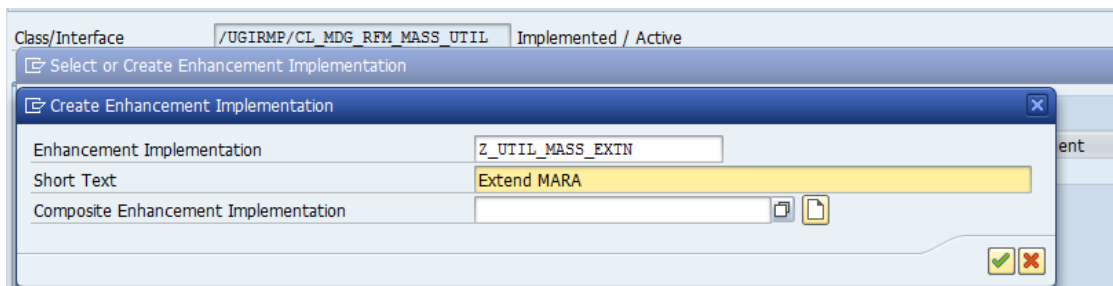 Class/Interface /UGIRMP/CL_MDG_RFM_MASS_UTIL Implemented / Active
Select or Create Enhancement Implementation
Create Enhancement Implementation
Enhancement Implementation Z_UTIL_MASS_EXTN
ent
Short Text Extend MARA
Composite Enhancement Implementation